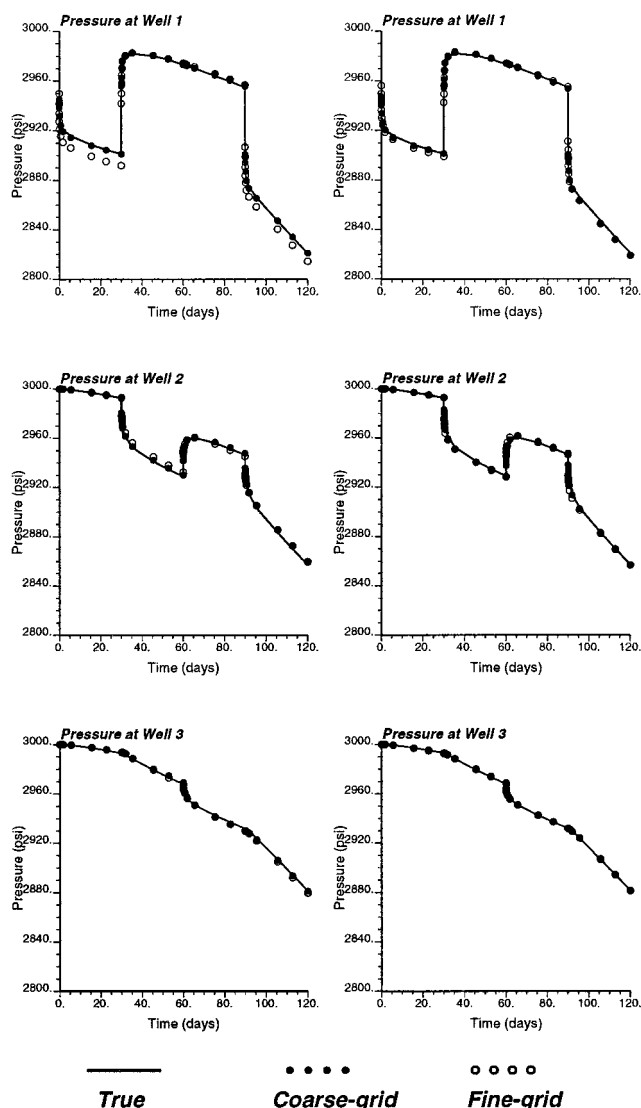 Pressure at Well 1
3000.
2960.
2920.
2880.
2840.
2800.
Pressure (psi)
0. 20. 40. 60. 80. 100. 120.
Time (days)
Pressure at Well 1
3000.
2960.
2920.
2880.
2840.
2800.
Pressure (psi)
0. 20. 40. 60. 80. 100. 120.
Time (days)
Pressure at Well 2
3000.
2960.
2920.
2880.
2840.
2800.
Pressure (psi)
0. 20. 40. 60. 80. 100. 120.
Time (days)
Pressure at Well 2
3000.
2960.
2920.
2880.
2840.
2800.
Pressure (psi)
0. 20. 40. 60. 80. 100. 120.
Time (days)
Pressure at Well 3
3000.
2960.
2920.
2880.
2840.
2800.
Pressure (psi)
0. 20. 40. 60. 80. 100. 120.
Time (days)
Pressure at Well 3
3000.
2960.
2920.
2880.
2840.
2800.
Pressure (psi)
0. 20. 40. 60. 80. 100. 120.
Time (days)
True Coarse-grid Fine-grid